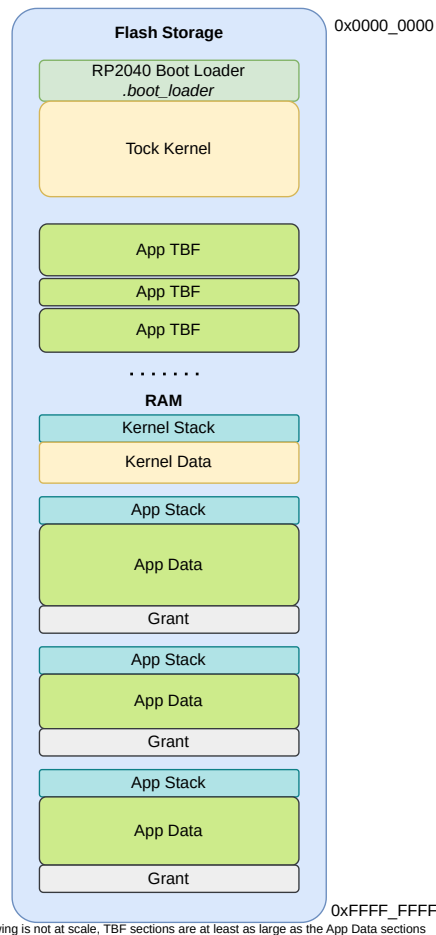 Flash Storage
0x0000_0000
RP2040 Boot Loader
.boot_loader
Tock Kernel
App TBF
App TBF
App TBF
.......
RAM
Kernel Stack
Kernel Data
App Stack
App Data
Grant
App Stack
App Data
Grant
App Stack
App Data
Grant
0xFFFF_FFFF
is not at scale, TBF sections are at least as large as the App Data sections